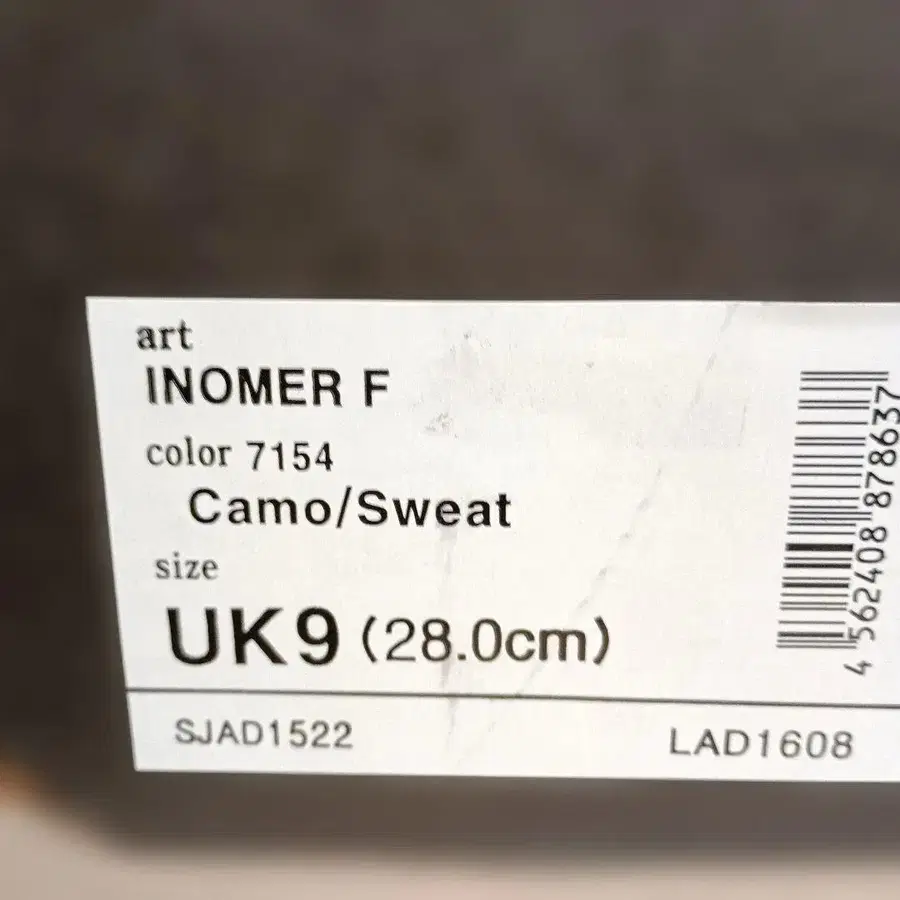 art
INOMER F
color 7154
Camo/Sweat
size
UK9 (28.0cm)
SJAD1522
LAD1608
4 562408 878637